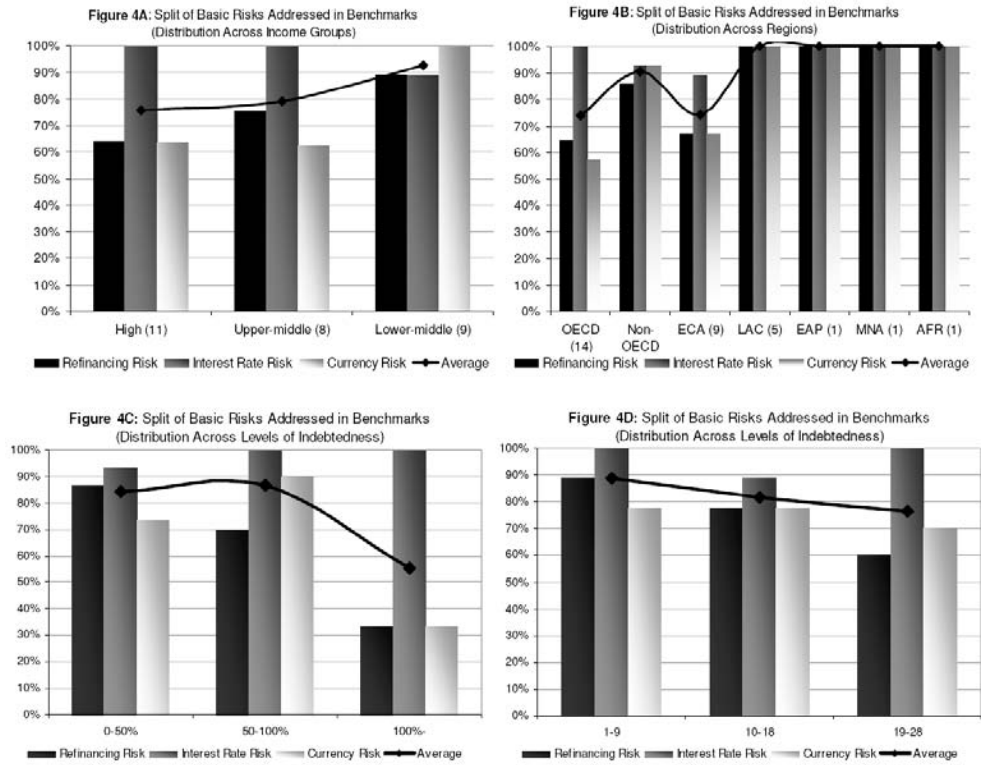 Figure 4A: Split of Basic Risks Addressed in Benchmarks
(Distribution Across Income Groups)
100%
90%
80%
70%
60%
50%
40%
30%
20%
10%
0%
High (11) Upper-middle (8) Lower-middle (9)
Refinancing Risk Interest Rate Risk Currency Risk Average
Figure 4B: Split of Basic Risks Addressed in Benchmarks
(Distribution Across Regions)
100%
90%
80%
70%
60%
50%
40%
30%
20%
10%
0%
OECD Non- ECA (9) LAC (5) EAP (1) MNA (1) AFR (1)
(14) OECD
Refinancing Risk Interest Rate Risk Currency Risk Average
Figure 4C: Split of Basic Risks Addressed in Benchmarks
(Distribution Across Levels of Indebtedness)
100%
90%
80%
70%
60%
50%
40%
30%
20%
10%
0%
0-50% 50-100% 100%-
Refinancing Risk Interest Rate Risk Currency Risk Average
Figure 4D: Split of Basic Risks Addressed in Benchmarks
(Distribution Across Levels of Indebtedness)
100%
90%
80%
70%
60%
50%
40%
30%
20%
10%
0%
1-9 10-18 19-28
Refinancing Risk Interest Rate Risk Currency Risk Average